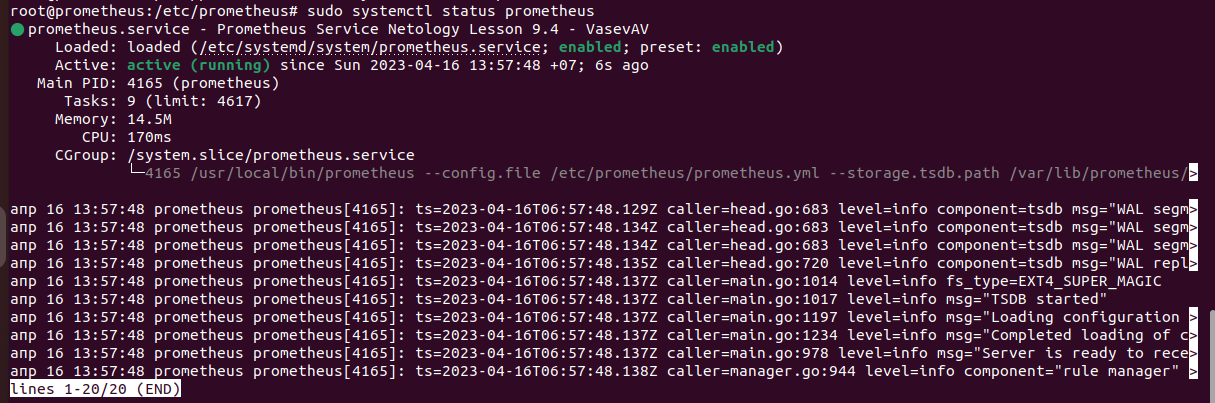 root@prometheus:/etc/prometheus# sudo systemctl status prometheus
● prometheus.service - Prometheus Service Netology Lesson 9.4 - VasevAV
Loaded: loaded (/etc/systemd/system/prometheus.service; enabled; preset: enabled)
Active: active (running) since Sun 2023-04-16 13:57:48 +07; 6s ago
Main PID: 4165 (prometheus)
Tasks: 9 (limit: 4617)
Memory: 14.5M
CPU: 170ms
CGroup: /system.slice/prometheus.service
└─4165 /usr/local/bin/prometheus --config.file /etc/prometheus/prometheus.yml --storage.tsdb.path /var/lib/prometheus/>
апр 16 13:57:48 prometheus prometheus[4165]: ts=2023-04-16T06:57:48.129Z caller=head.go:683 level=info component=tsdb msg="WAL segm>
апр 16 13:57:48 prometheus prometheus[4165]: ts=2023-04-16T06:57:48.134Z caller=head.go:683 level=info component=tsdb msg="WAL segm>
апр 16 13:57:48 prometheus prometheus[4165]: ts=2023-04-16T06:57:48.134Z caller=head.go:683 level=info component=tsdb msg="WAL segm>
апр 16 13:57:48 prometheus prometheus[4165]: ts=2023-04-16T06:57:48.135Z caller=head.go:720 level=info component=tsdb msg="WAL repl>
апр 16 13:57:48 prometheus prometheus[4165]: ts=2023-04-16T06:57:48.137Z caller=main.go:1014 level=info fs_type=EXT4_SUPER_MAGIC
апр 16 13:57:48 prometheus prometheus[4165]: ts=2023-04-16T06:57:48.137Z caller=main.go:1017 level=info msg="TSDB started"
апр 16 13:57:48 prometheus prometheus[4165]: ts=2023-04-16T06:57:48.137Z caller=main.go:1197 level=info msg="Loading configuration >
апр 16 13:57:48 prometheus prometheus[4165]: ts=2023-04-16T06:57:48.137Z caller=main.go:1234 level=info msg="Completed loading of c>
апр 16 13:57:48 prometheus prometheus[4165]: ts=2023-04-16T06:57:48.137Z caller=main.go:978 level=info msg="Server is ready to rece>
апр 16 13:57:48 prometheus prometheus[4165]: ts=2023-04-16T06:57:48.138Z caller=manager.go:944 level=info component="rule manager" >
lines 1-20/20 (END)